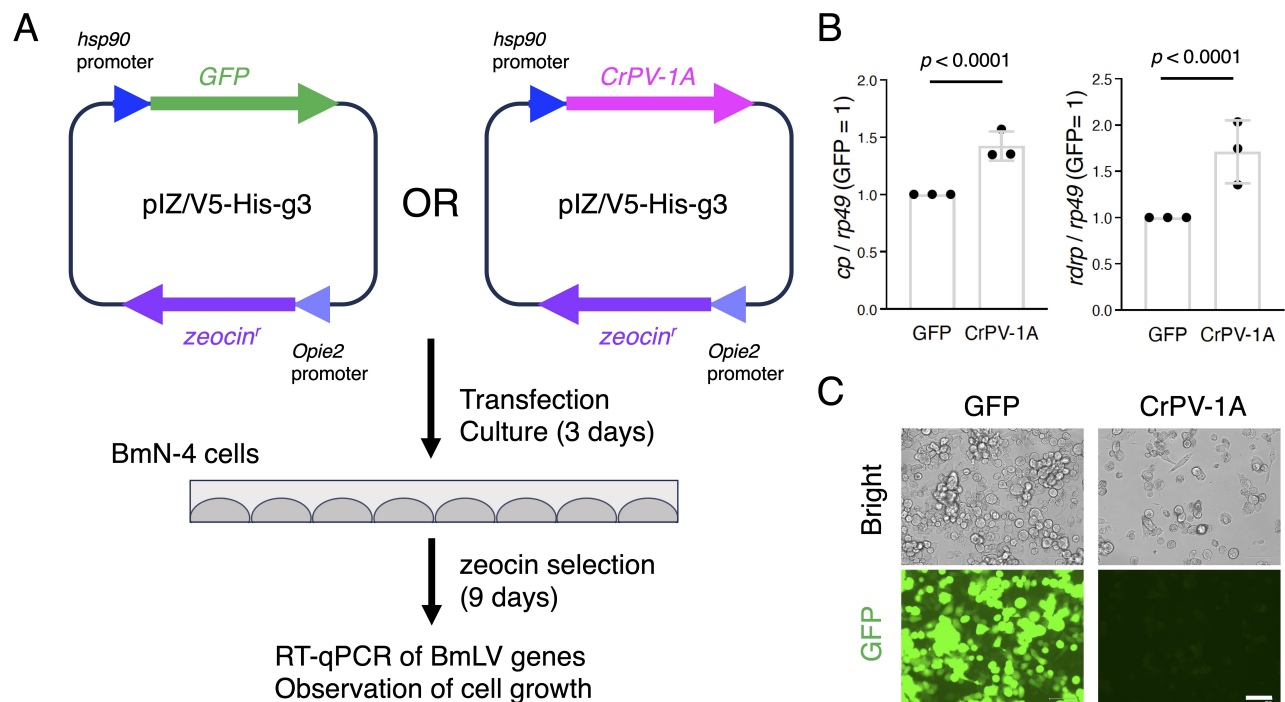 A
hsp90
promoter
GFP
pIZ/V5-His-g3
zeocinʳ
Opie2
promoter
OR
hsp90
promoter
CrPV-1A
pIZ/V5-His-g3
zeocinʳ
Opie2
promoter
Transfection
Culture (3 days)
BmN-4 cells
zeocin selection
(9 days)
RT-qPCR of BmLV genes
Observation of cell growth
B
p < 0.0001
cp / rp49 (GFP = 1)
2.0
1.5
1.0
0.5
0.0
GFP CrPV-1A
p < 0.0001
rdrp / rp49 (GFP= 1)
2.5
2.0
1.5
1.0
0.5
0.0
GFP CrPV-1A
C
GFP CrPV-1A
Bright
GFP